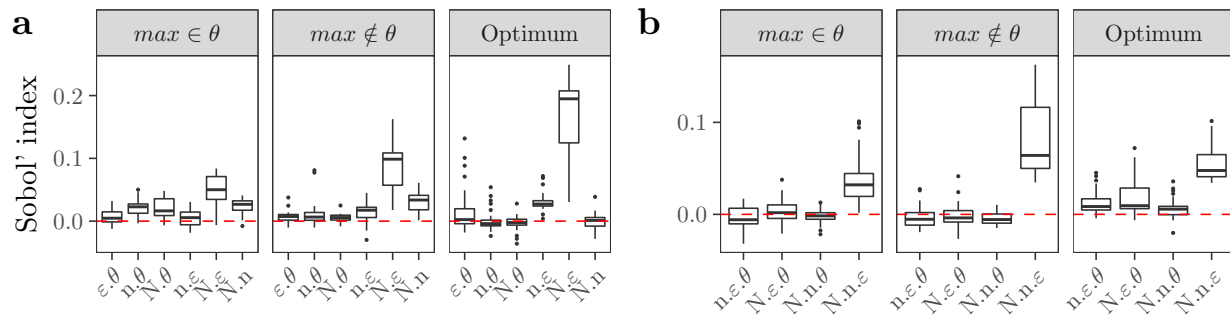 a
max ∈ θ
max ∉ θ
Optimum
Sobol' index
0.2
0.1
0.0
ε.θ
n.θ
N.θ
n.ε
N.ε
N.n
ε.θ
n.θ
N.θ
n.ε
N.ε
N.n
ε.θ
n.θ
N.θ
n.ε
N.ε
N.n
b
max ∈ θ
max ∉ θ
Optimum
0.1
0.0
n.ε.θ
N.ε.θ
N.n.θ
N.n.ε
n.ε.θ
N.ε.θ
N.n.θ
N.n.ε
n.ε.θ
N.ε.θ
N.n.θ
N.n.ε